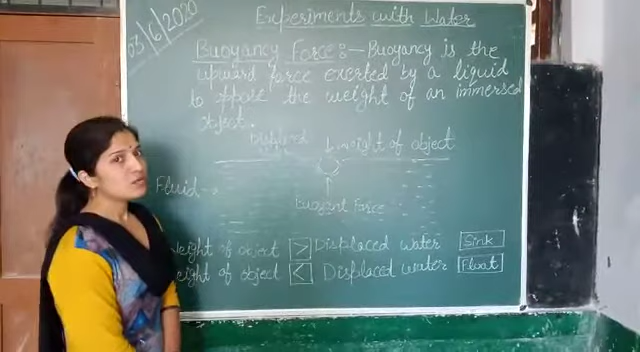 03/6/2020
Experiments with Water
Buoyancy Force:- Buoyancy is the
upward force exerted by a liquid
to oppose the weight of an immersed
object.
Displaced ↓ weight of object
Fluid →
Buoyant Force
eight of object > Displaced water Sink
eight of object < Displaced water Float